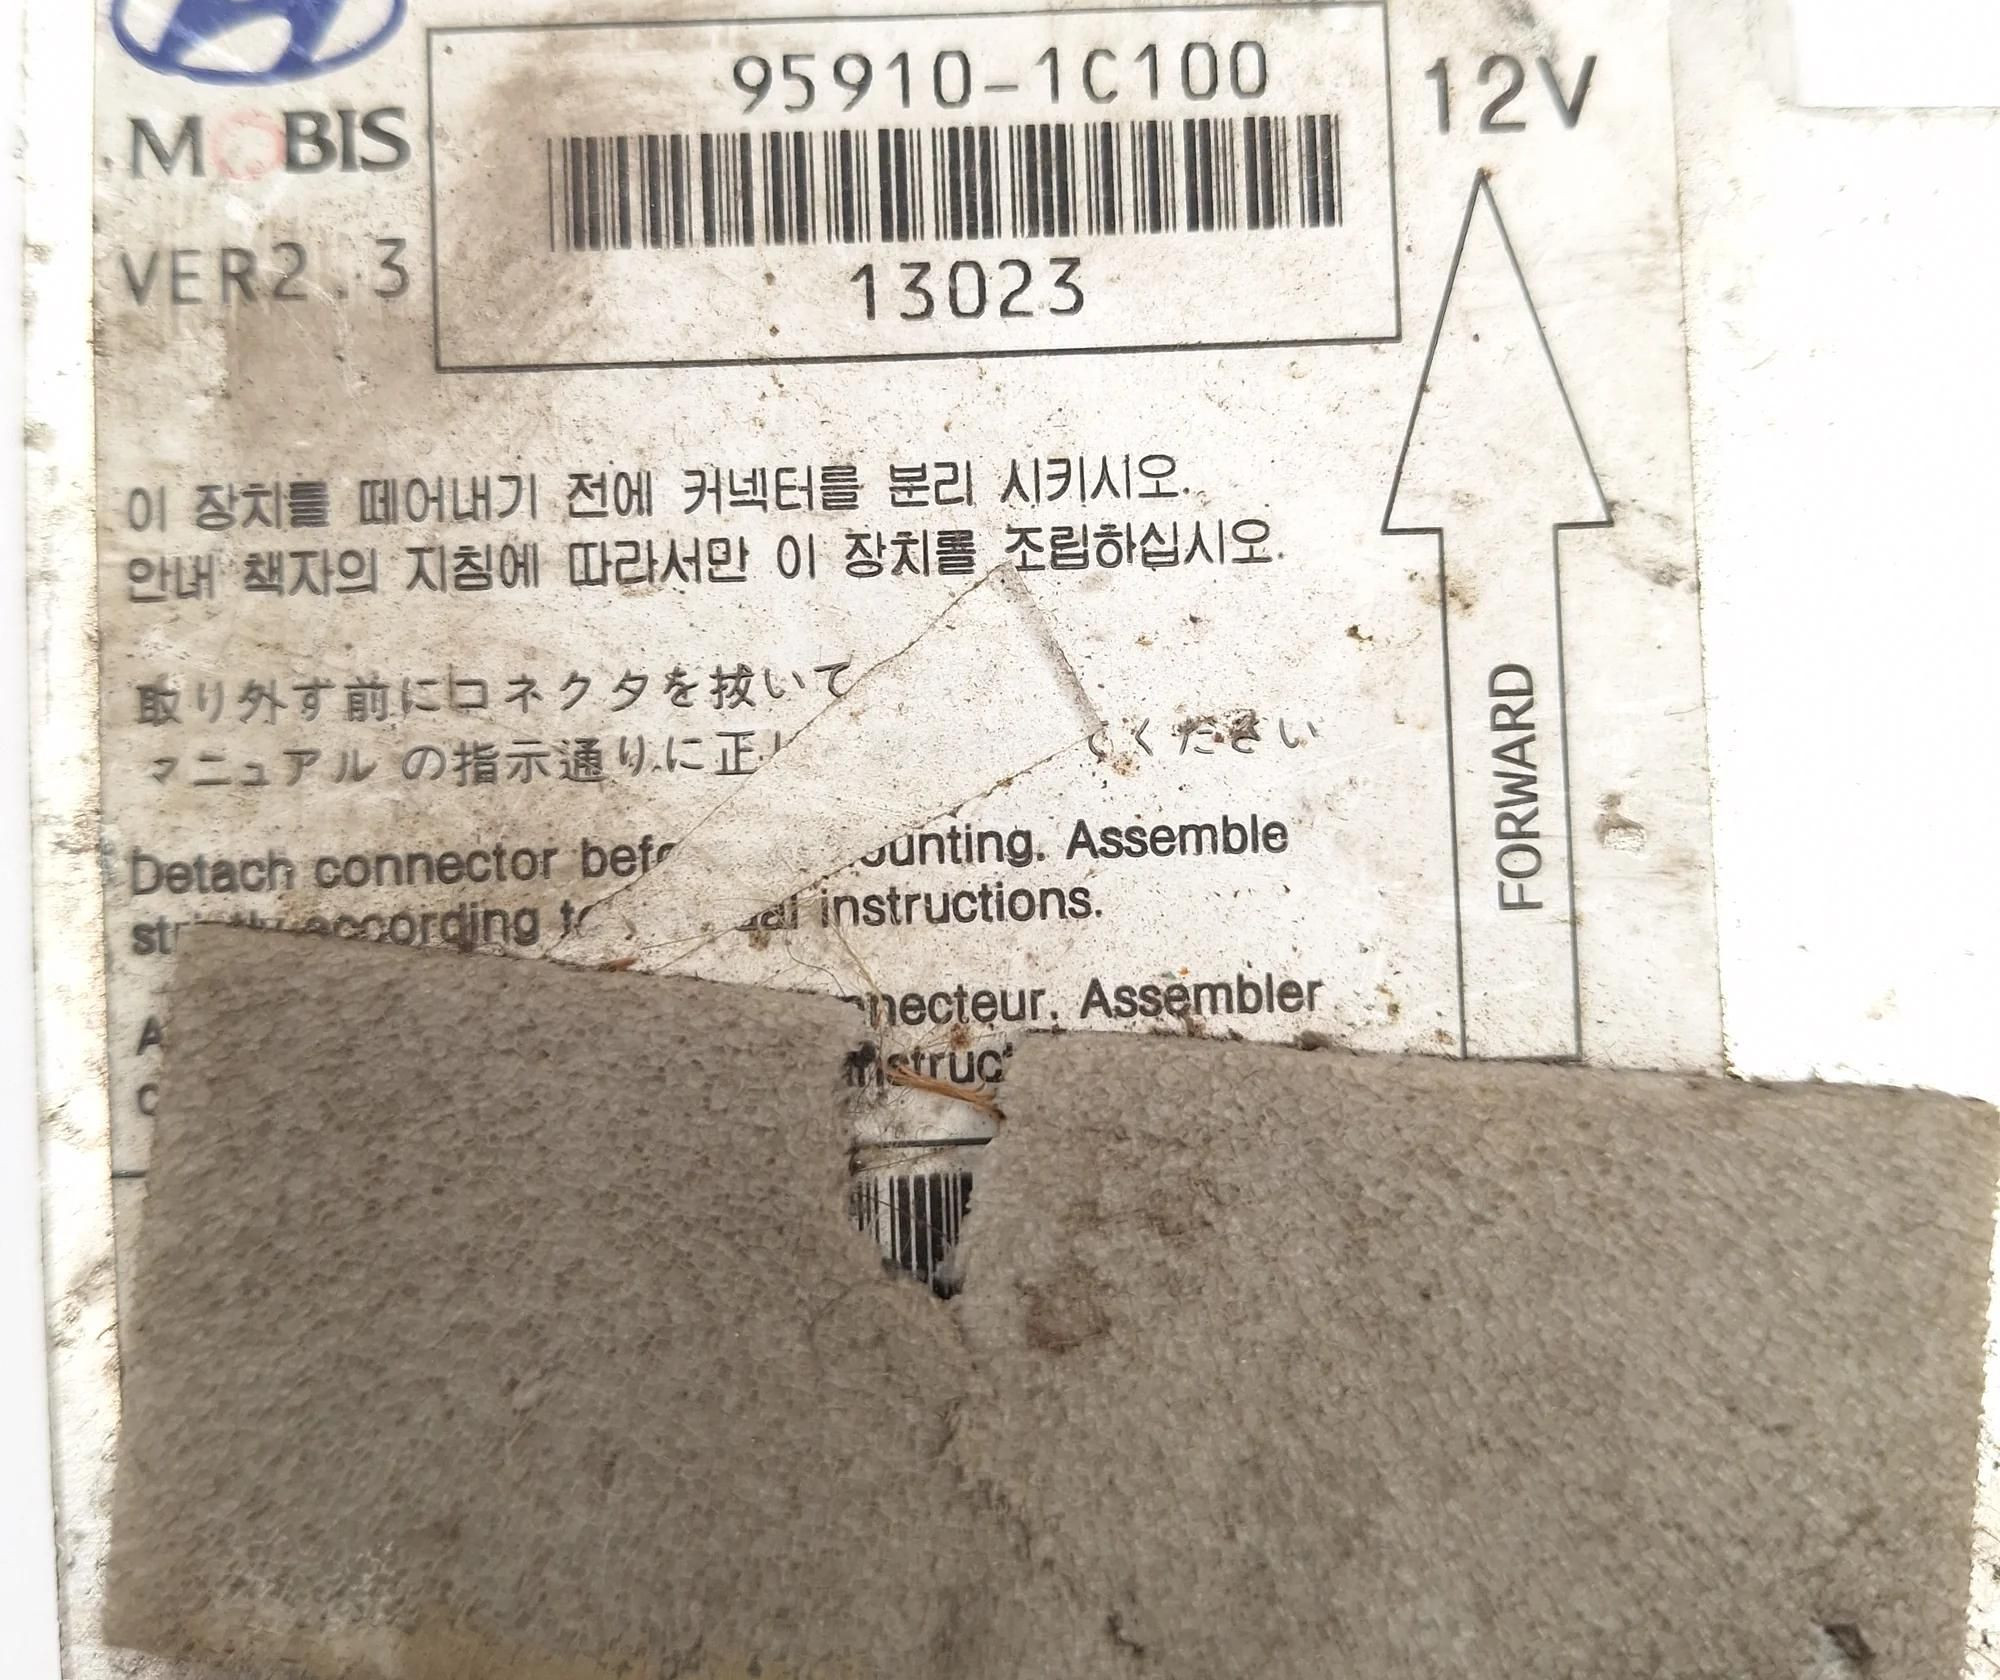 95910-1C100
12V
MOBIS
VER2.3
13023
이 장치를 떼어내기 전에 커넥터를 분리 시키시오.
안내 책자의 지침에 따라서만 이 장치를 조립하십시오.
取り外す前にコネクタを抜いて
マニュアル の指示通りに正 てください
Detach connector Assemble
according instructions.
Assembler
FORWARD